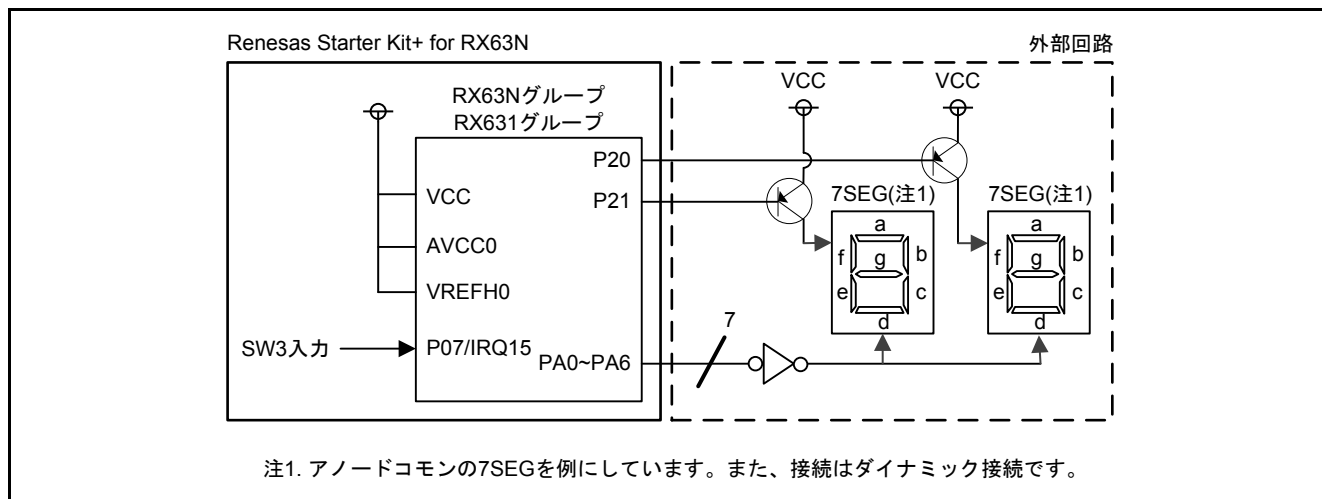 Renesas Starter Kit+ for RX63N
外部回路
VCC
VCC
RX63Nグループ
RX631グループ
P20
P21
VCC
AVCC0
VREFH0
P07/IRQ15
PA0~PA6
SW3入力
7
7SEG(注1)
7SEG(注1)
a
f
g
b
e
c
d
a
f
g
b
e
c
d
注1. アノードコモンの7SEGを例にしています。また、接続はダイナミック接続です。